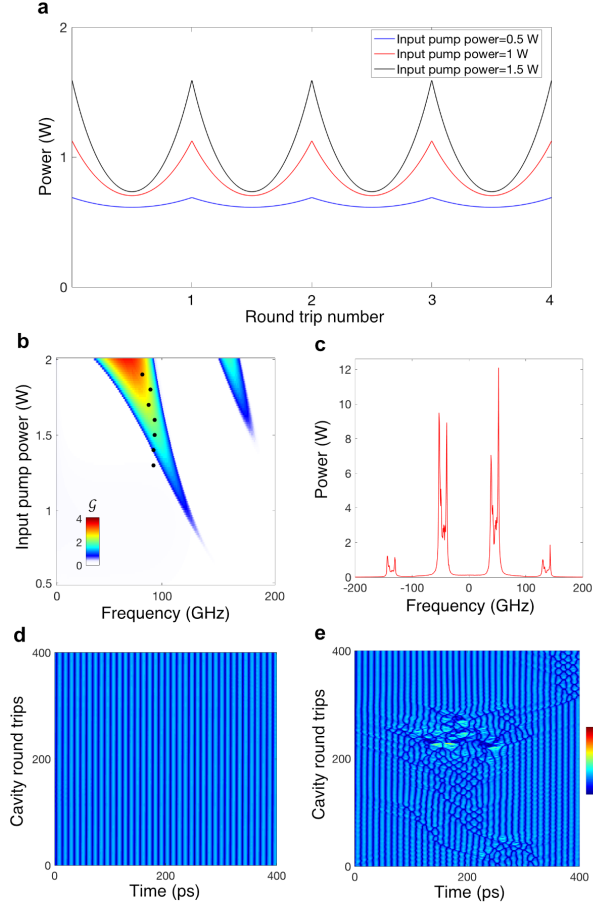 a
2
Input pump power=0.5 W
Input pump power=1 W
Input pump power=1.5 W
Power (W)
1
0
1
2
3
4
Round trip number
b
2
Input pump power (W)
1.5
1
0.5
𝒢
4
2
0
0
200
Frequency (GHz)
c
12
10
8
6
4
2
0
Power (W)
-200
-100
0
100
200
Frequency (GHz)
d
400
Cavity round trips
200
0
0
200
400
Time (ps)
e
400
Cavity round trips
200
0
0
200
400
Time (ps)